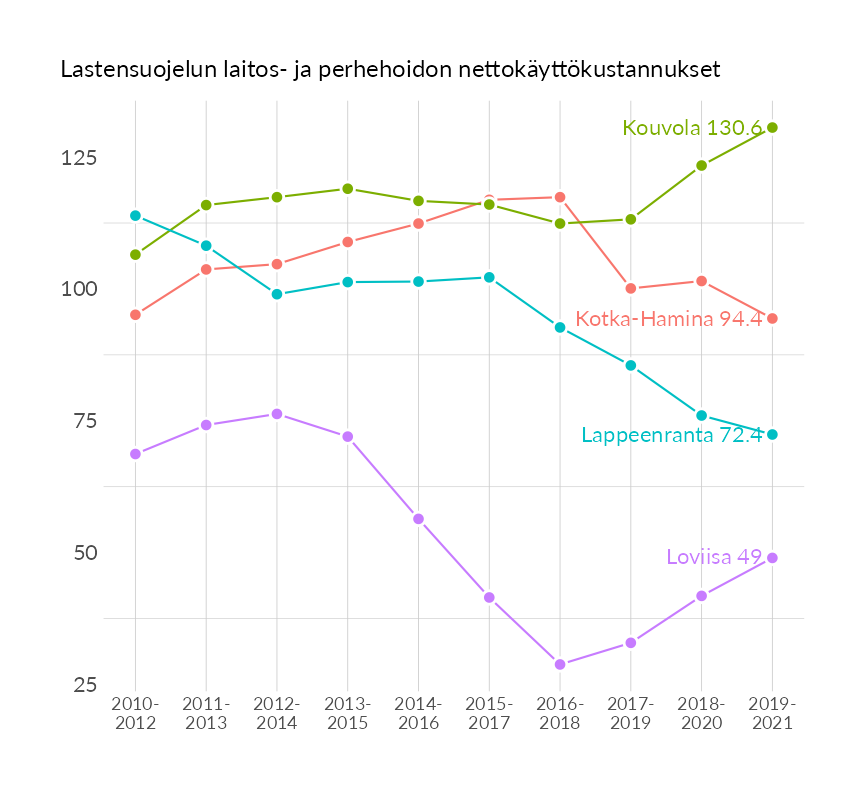 Lastensuojelun laitos- ja perhehoidon nettokäyttökustannukset
Kouvola 130.6
125
100
Kotka-Hamina 94.4
75
Lappeenranta 72.4
50
Loviisa 49
25
2010- 2011- 2012- 2013- 2014- 2015- 2016- 2017- 2018- 2019-
2012 2013 2014 2015 2016 2017 2018 2019 2020 2021